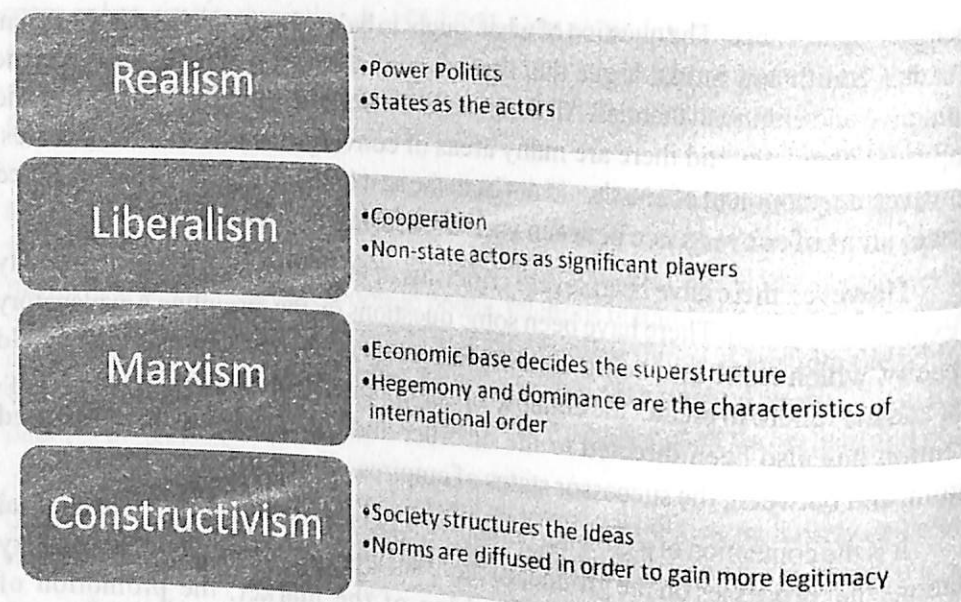 Realism
•Power Politics
•States as the actors
Liberalism
•Cooperation
•Non-state actors as significant players
Marxism
•Economic base decides the superstructure
•Hegemony and dominance are the characteristics of
international order
Constructivism
•Society structures the Ideas
•Norms are diffused in order to gain more legitimacy